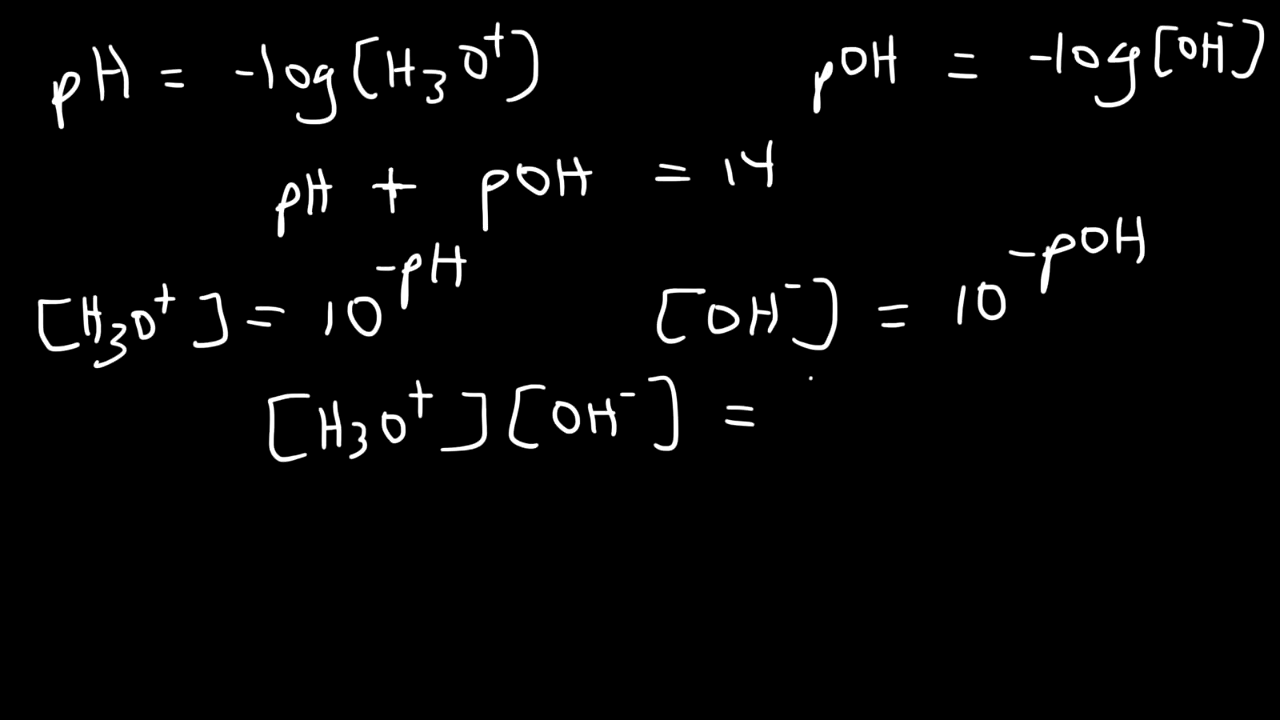 pH = -log[H₃O⁺]    pOH = -log[OH⁻]
pH + pOH = 14
[H₃O⁺] = 10^-pH    [OH⁻] = 10^-pOH
[H₃O⁺][OH⁻] =